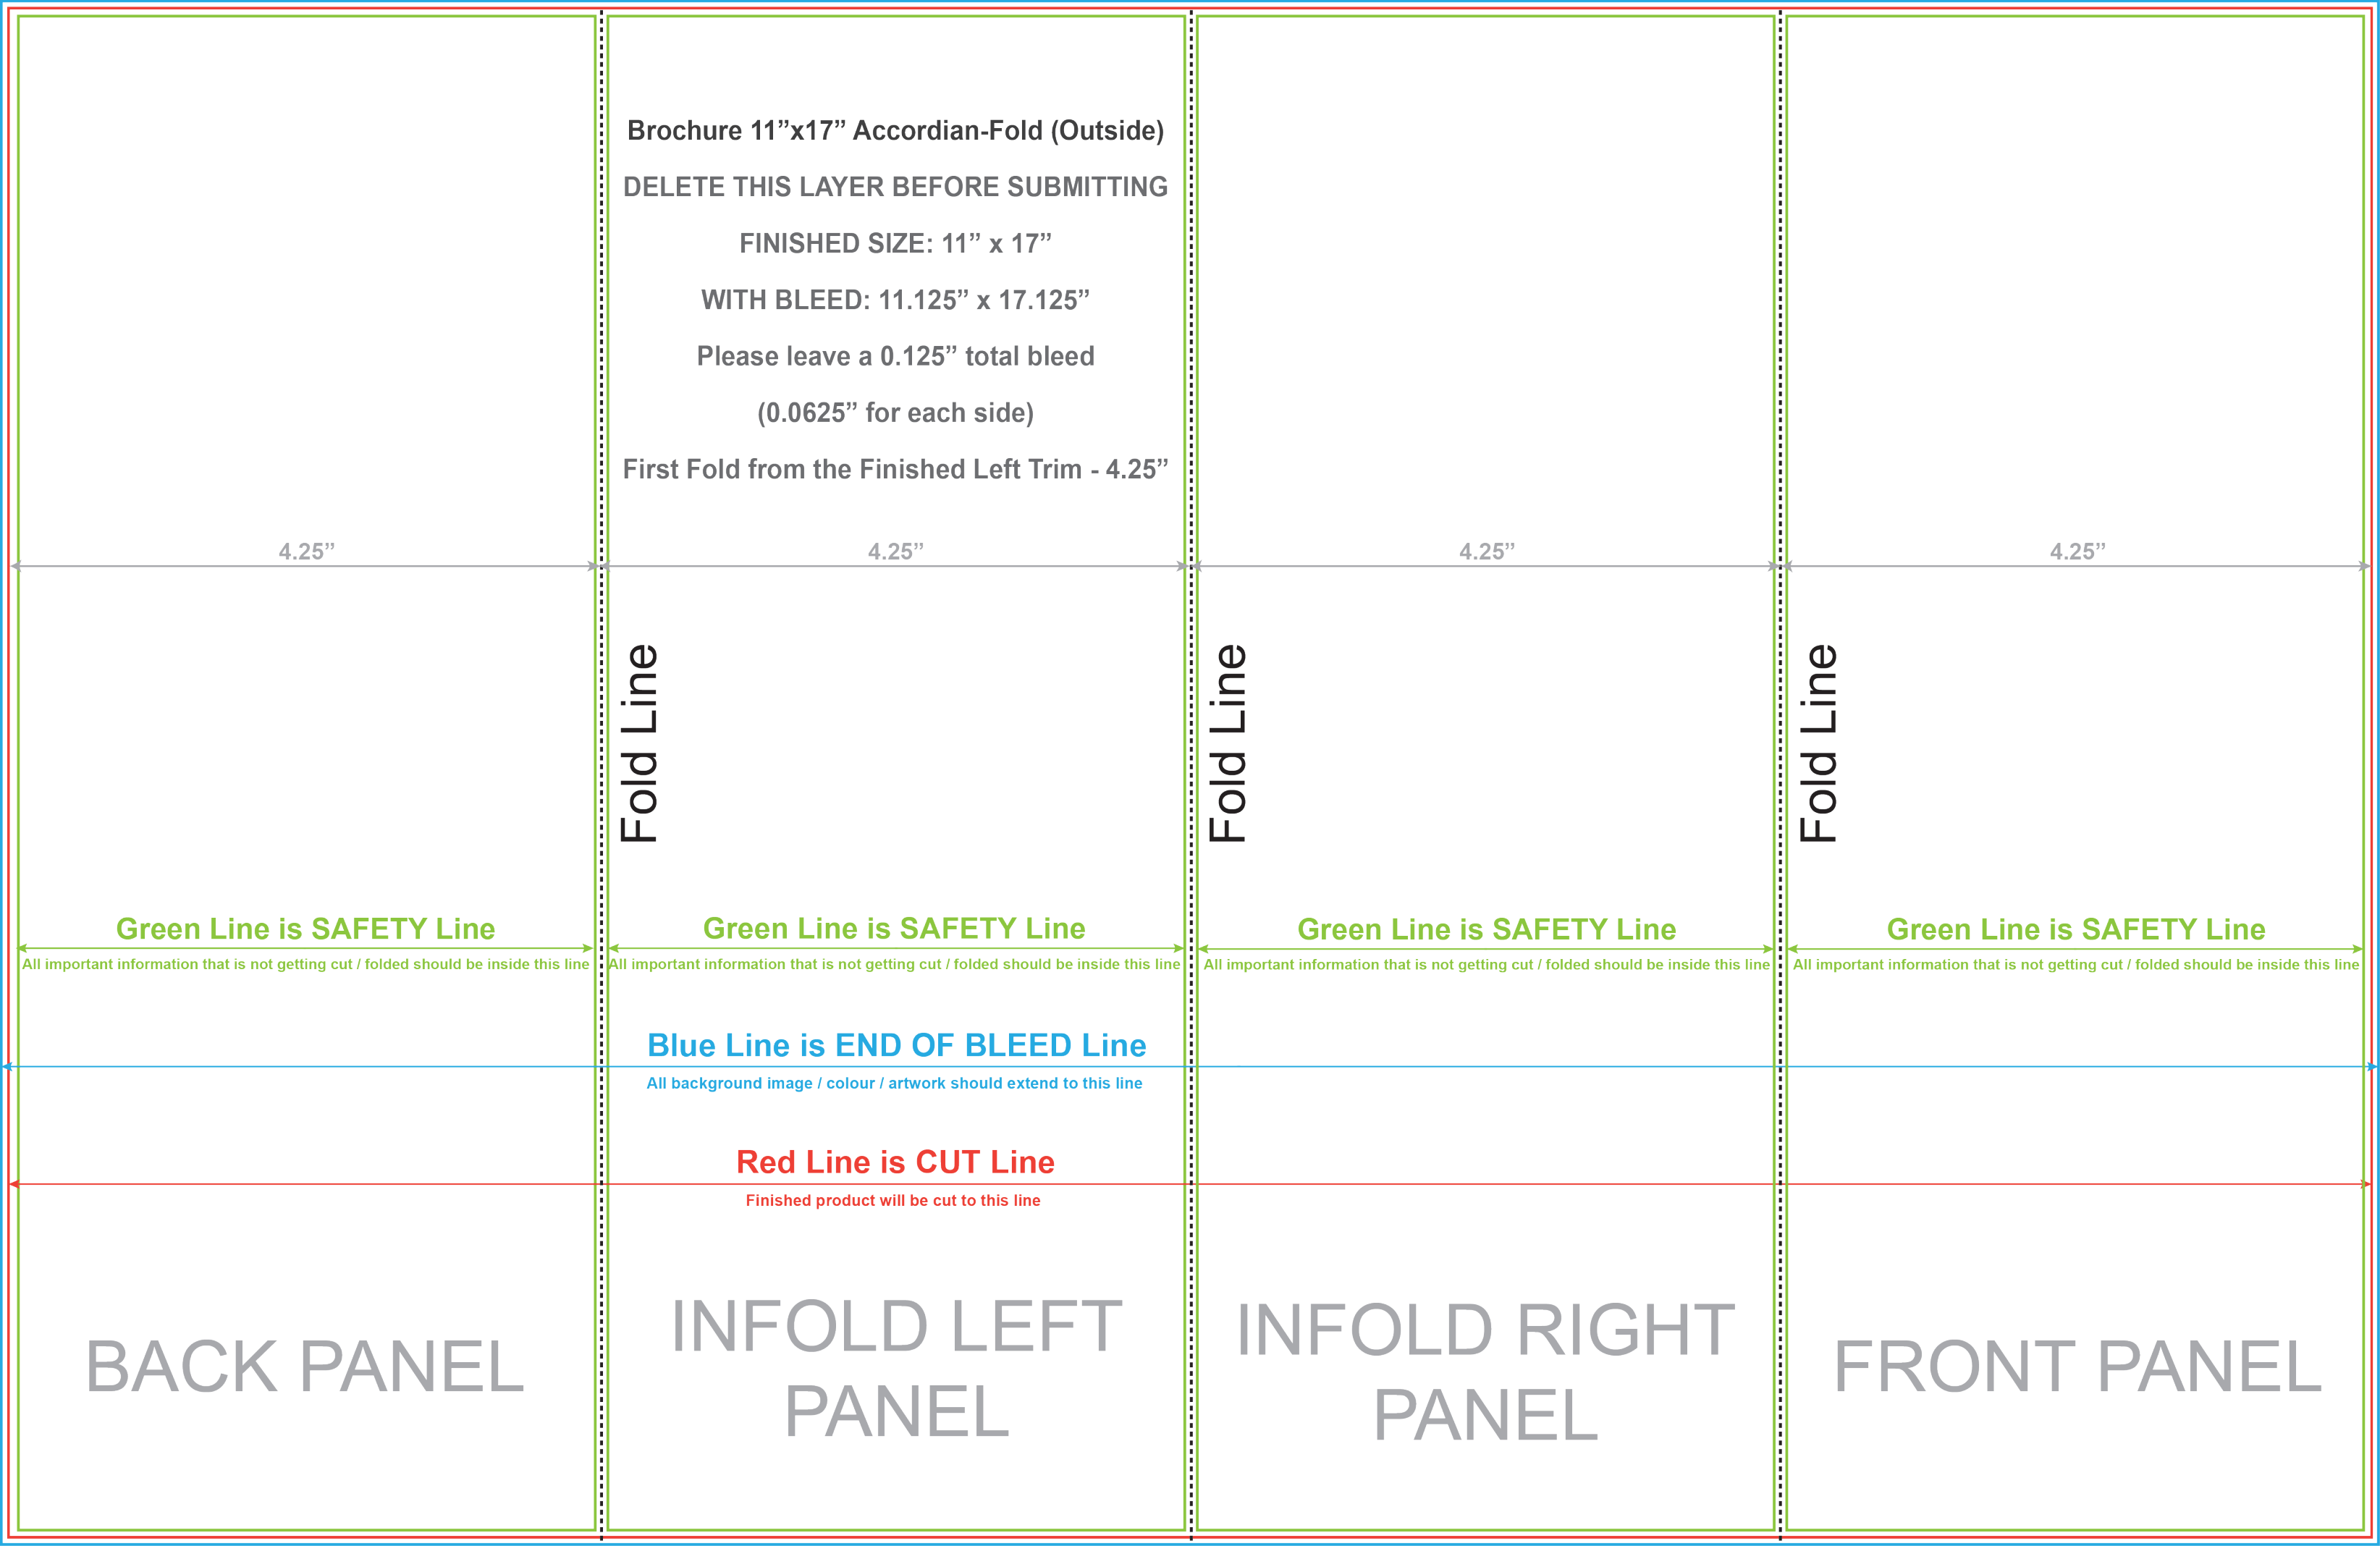 Brochure 11”x17” Accordian-Fold (Outside)
DELETE THIS LAYER BEFORE SUBMITTING
FINISHED SIZE: 11” x 17”
WITH BLEED: 11.125” x 17.125”
Please leave a 0.125” total bleed
(0.0625” for each side)
First Fold from the Finished Left Trim - 4.25”
4.25”
4.25”
4.25”
4.25”
Fold Line
Fold Line
Fold Line
Green Line is SAFETY Line
All important information that is not getting cut / folded should be inside this line
Green Line is SAFETY Line
All important information that is not getting cut / folded should be inside this line
Green Line is SAFETY Line
All important information that is not getting cut / folded should be inside this line
Green Line is SAFETY Line
All important information that is not getting cut / folded should be inside this line
Blue Line is END OF BLEED Line
All background image / colour / artwork should extend to this line
Red Line is CUT Line
Finished product will be cut to this line
BACK PANEL
INFOLD LEFT
PANEL
INFOLD RIGHT
PANEL
FRONT PANEL